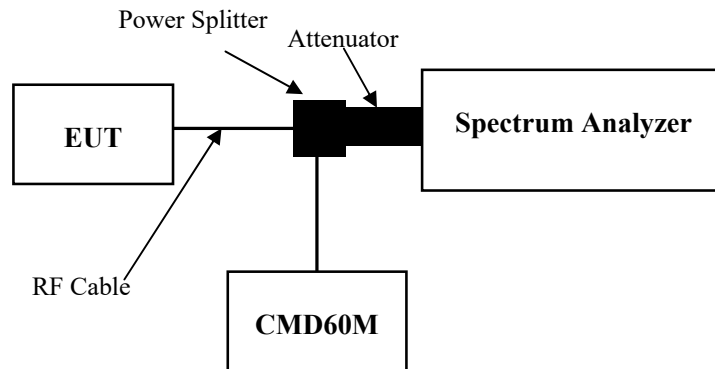 Power Splitter
Attenuator
EUT
Spectrum Analyzer
RF Cable
CMD60M